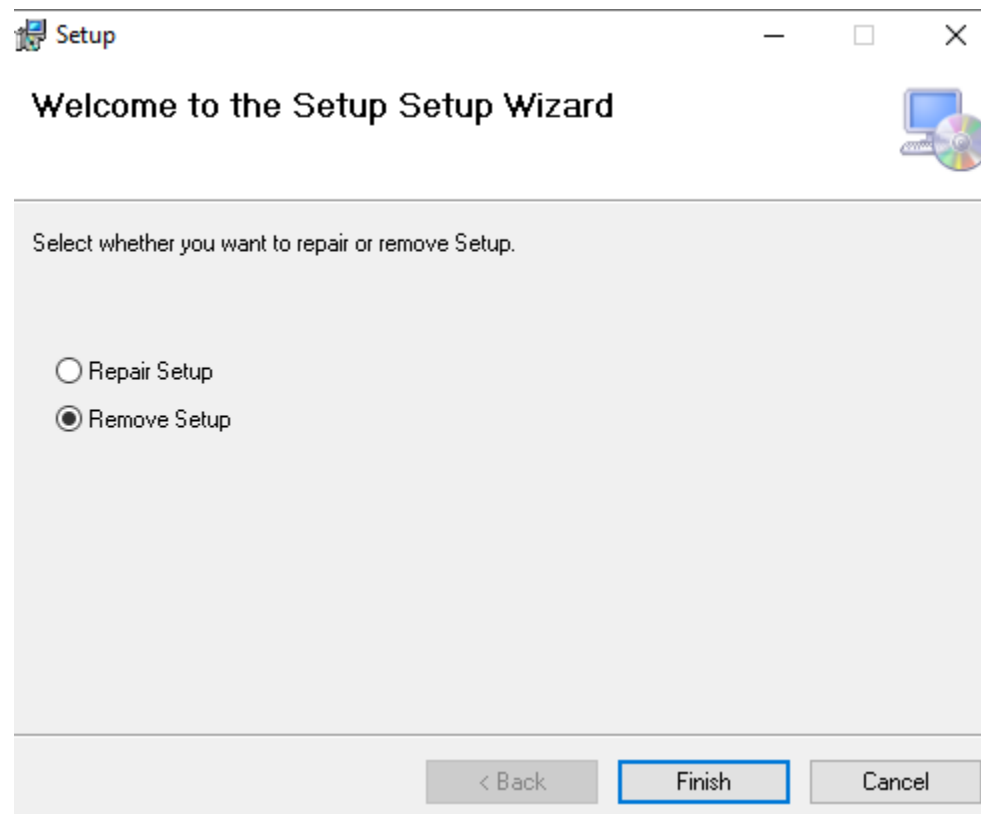 Setup
Welcome to the Setup Setup Wizard
Select whether you want to repair or remove Setup.
Repair Setup
Remove Setup
< Back Finish Cancel